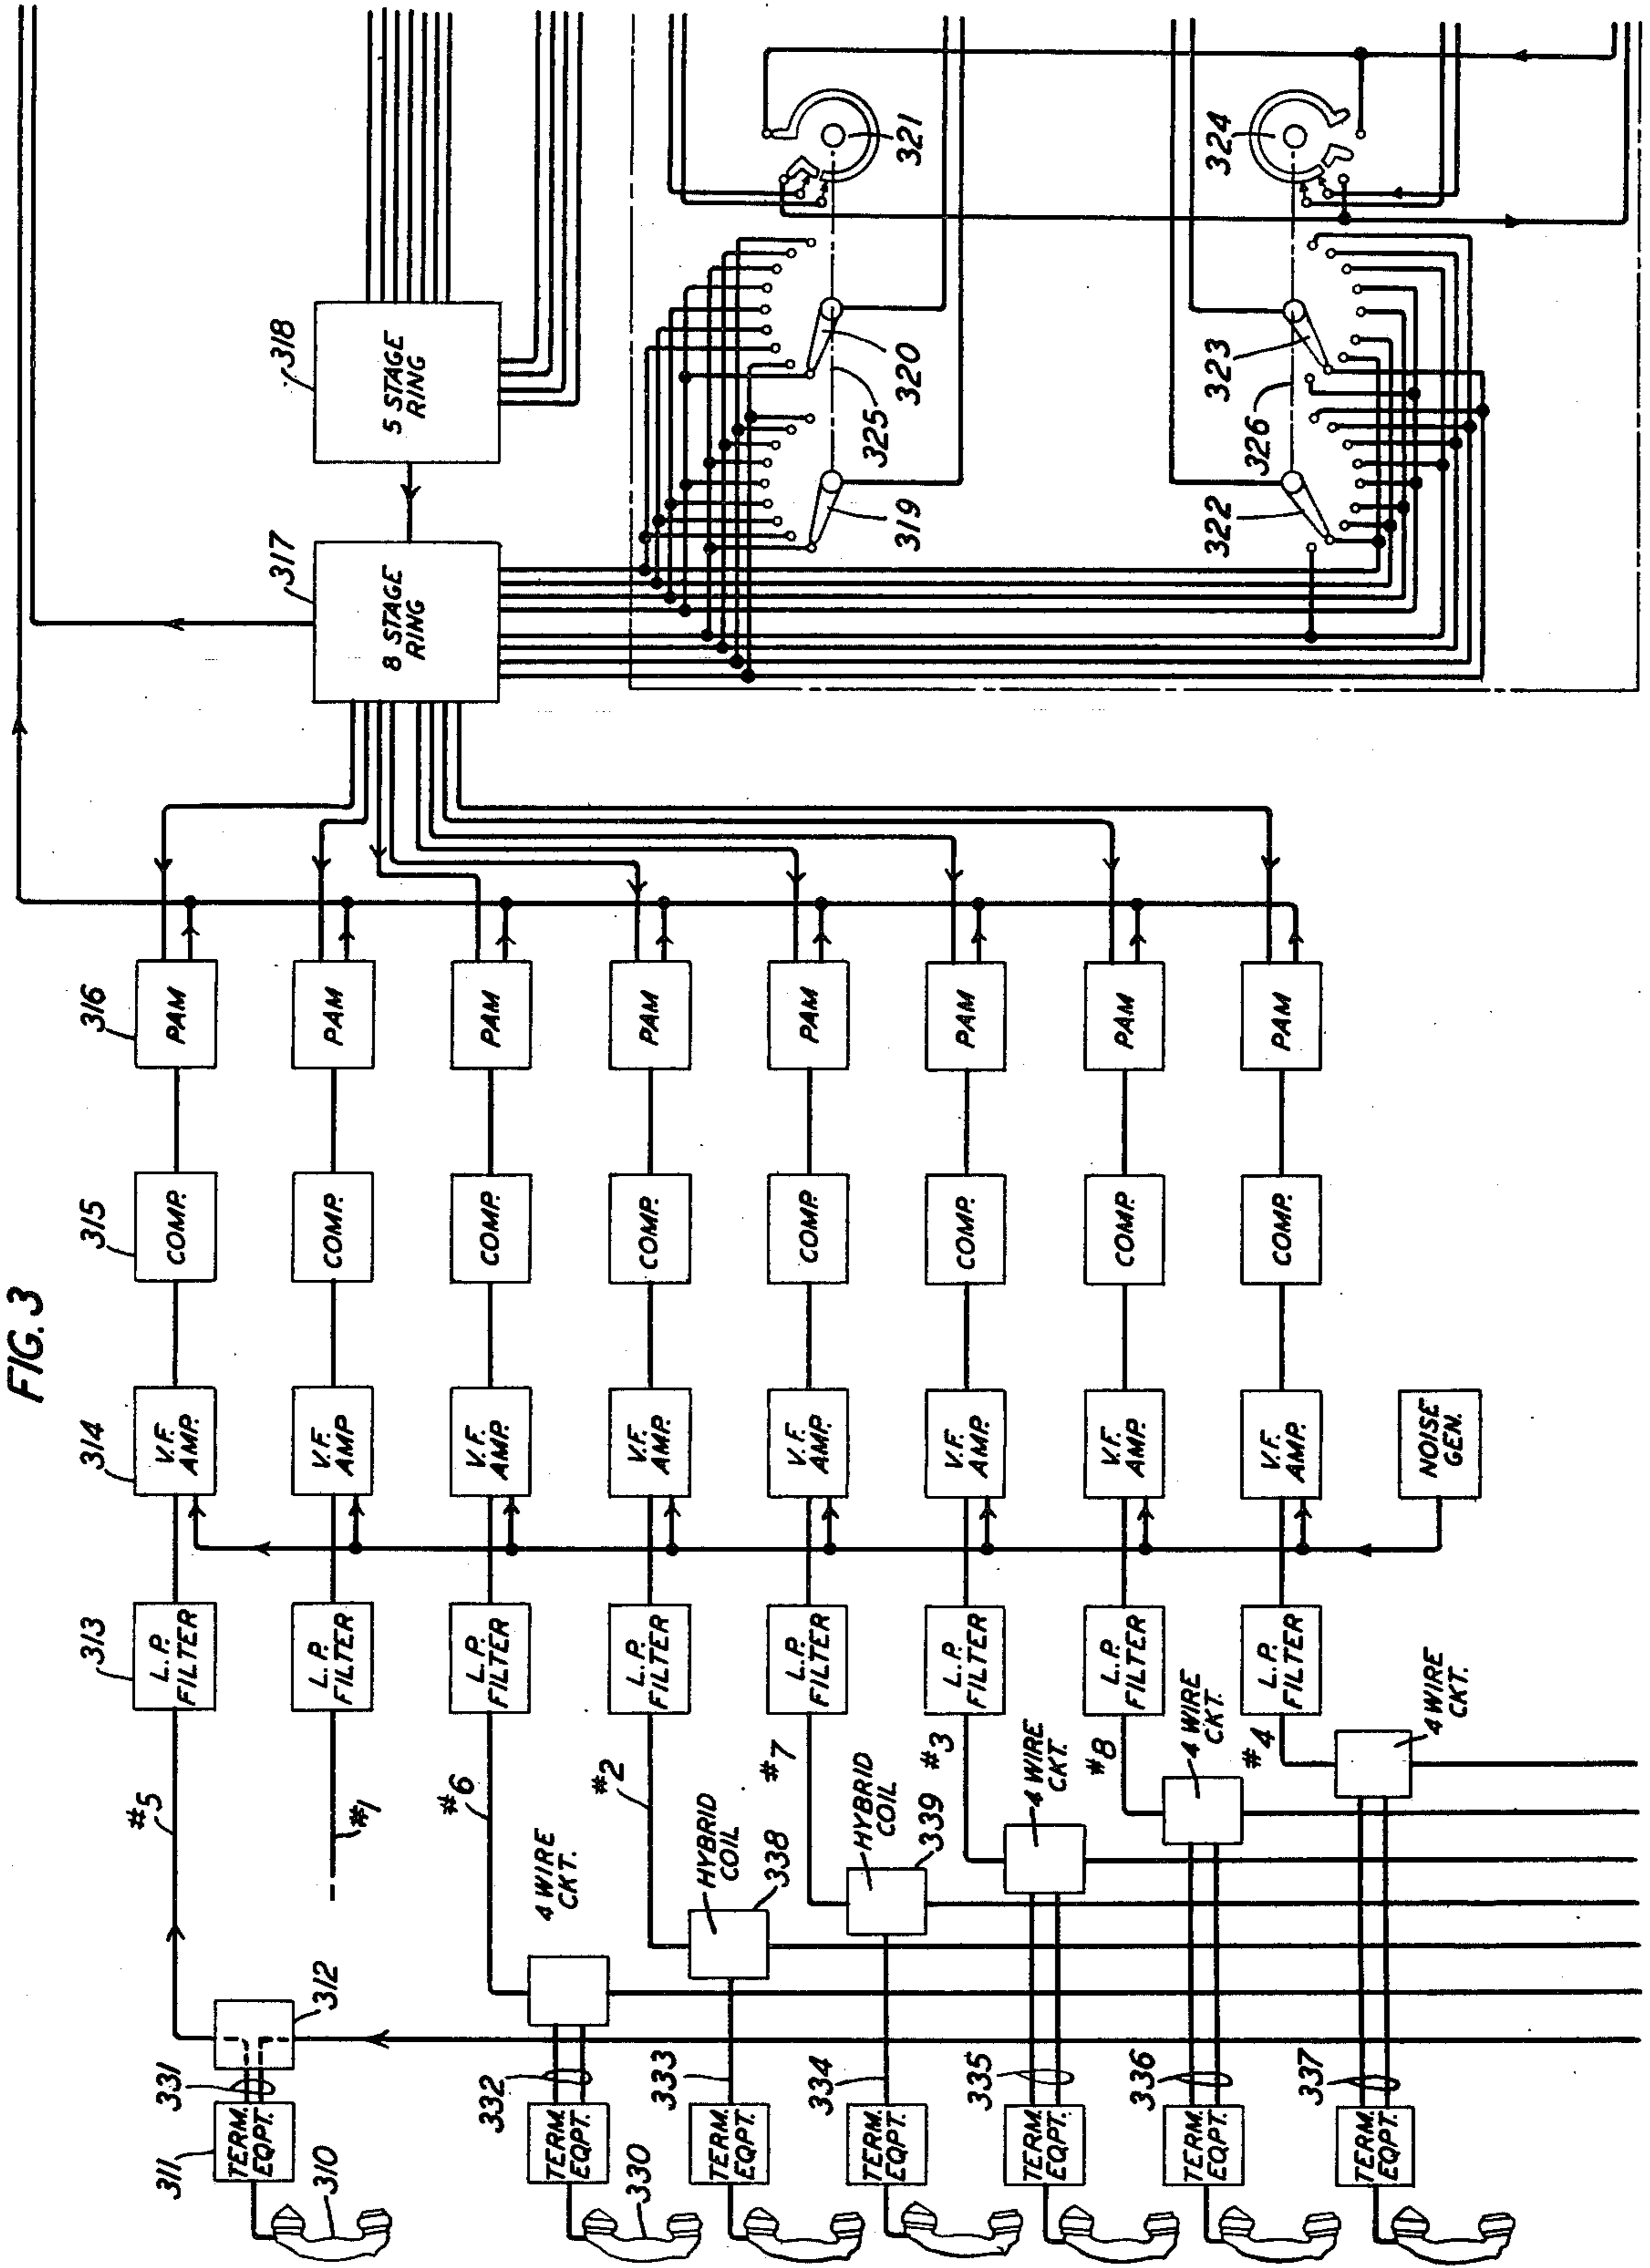 FIG. 3
310
311
TERM.
EQPT.
331
312
#5
313
L.P.
FILTER
314
V.F.
AMP.
315
COMP.
316
PAM
#1
L.P.
FILTER
V.F.
AMP
COMP.
PAM
330
TERM.
EQPT.
332
4 WIRE
CKT.
#6
L.P.
FILTER
V.F.
AMP.
COMP.
PAM
TERM.
EQPT.
333
HYBRID
COIL
338
#2
L.P.
FILTER
V.F.
AMP.
COMP.
PAM
TERM.
EQPT.
334
HYBRID
COIL
339
#7
L.P.
FILTER
V.F.
AMP.
COMP.
PAM
TERM.
EQPT.
335
4 WIRE
CKT.
#3
L.P.
FILTER
V.F.
AMP.
COMP.
PAM
TERM.
EQPT.
336
4 WIRE
CKT.
#8
L.P.
FILTER
V.F.
AMP.
COMP.
PAM
TERM.
EQPT.
337
4 WIRE
CKT.
#4
L.P.
FILTER
V.F.
AMP.
COMP.
PAM
NOISE
GEN.
317
8 STAGE
RING
318
5 STAGE
RING
319
325
320
321
322
326
323
324